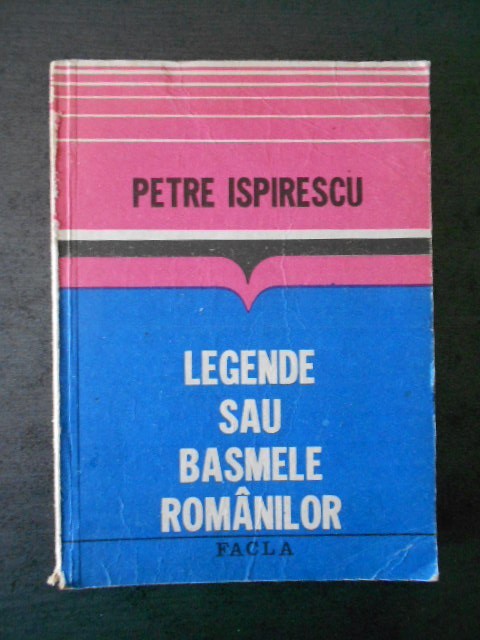 PETRE ISPIRESCU
LEGENDE
SAU
BASMELE
ROMÂNILOR
FACLA